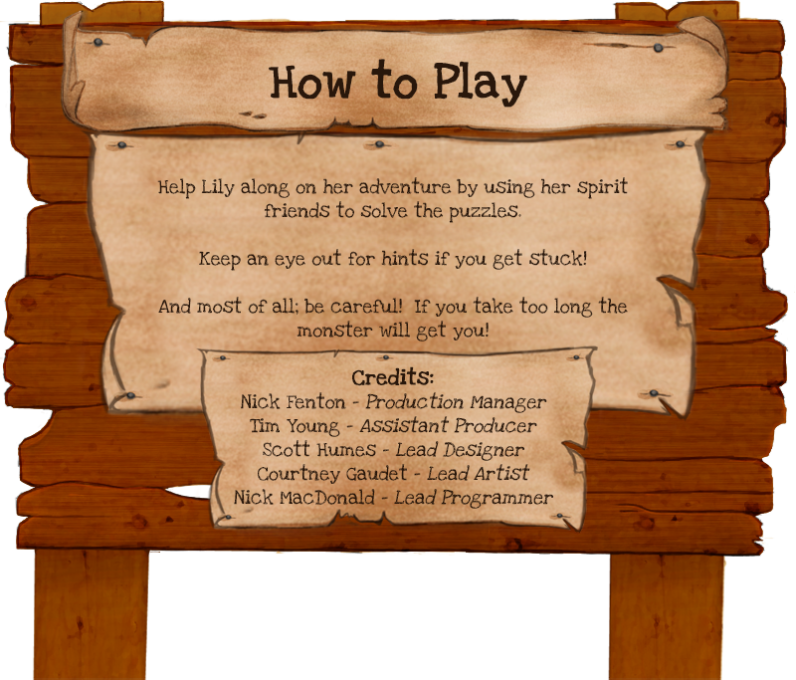 How to Play
Help Lily along on her adventure by using her spirit
friends to solve the puzzles.
Keep an eye out for hints if you get stuck!
And most of all; be careful! If you take too long the
monster will get you!
Credits:
Nick Fenton - Production Manager
Tim Young - Assistant Producer
Scott Humes - Lead Designer
Courtney Gaudet - Lead Artist
Nick MacDonald - Lead Programmer